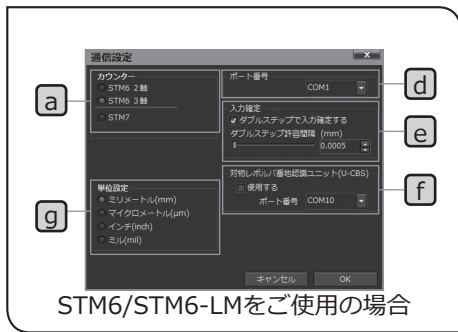 通信設定
カウンター
STM6 2軸
STM6 3軸
STM7
a
ポート番号
COM1
d
入力確定
ダブルステップで入力確定する
ダブルステップ許容間隔 (mm)
0.0005
e
対物レボルバ番地認識ユニット(U-CBS)
使用する
ポート番号 COM10
f
単位設定
ミリメートル(mm)
マイクロメートル(μm)
インチ(inch)
ミル(mil)
g
キャンセル OK
STM6/STM6-LMをご使用の場合